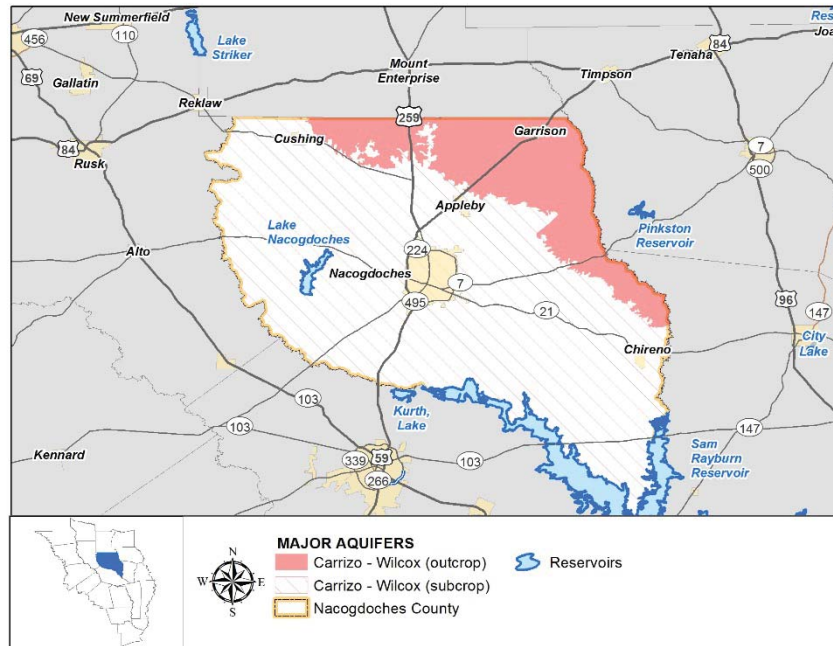 New Summerfield
110
456
Lake
Striker
69
Gallatin
Reklaw
84
Rusk
Mount
Enterprise
259
Timpson
Tenaha
84
Res
Joa
Garrison
Cushing
7
500
Appleby
Pinkston
Reservoir
Lake
Nacogdoches
Alto
224
Nacogdoches
7
495
21
96
147
City
Lake
Chireno
103
Kurth,
Lake
103
Kennard
339
59
103
266
147
Sam
Rayburn
Reservoir
N
W
E
S
MAJOR AQUIFERS
Carrizo - Wilcox (outcrop)
Carrizo - Wilcox (subcrop)
Nacogdoches County
Reservoirs